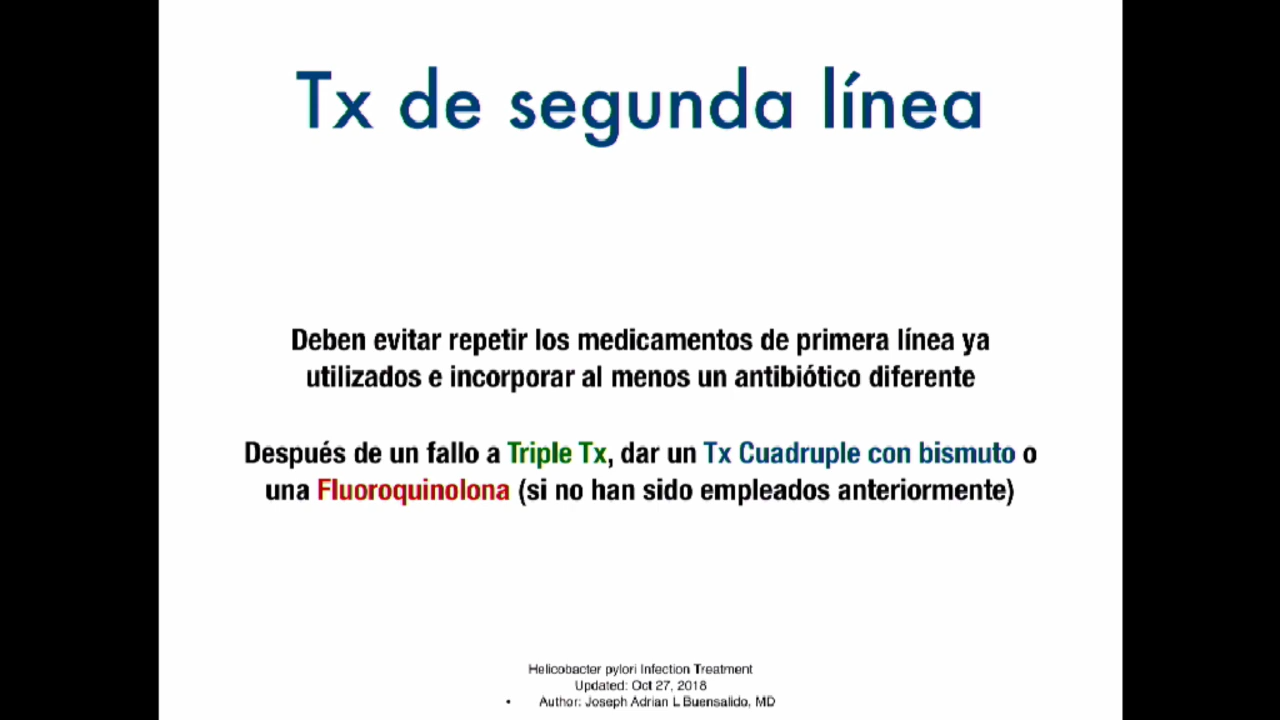 Tx de segunda línea
Deben evitar repetir los medicamentos de primera línea ya
utilizados e incorporar al menos un antibiótico diferente
Después de un fallo a Triple Tx, dar un Tx Cuadruple con bismuto o
una Fluoroquinolona (si no han sido empleados anteriormente)
Helicobacter pylori Infection Treatment
Updated: Oct 27, 2018
• Author: Joseph Adrian L Buensalido, MD